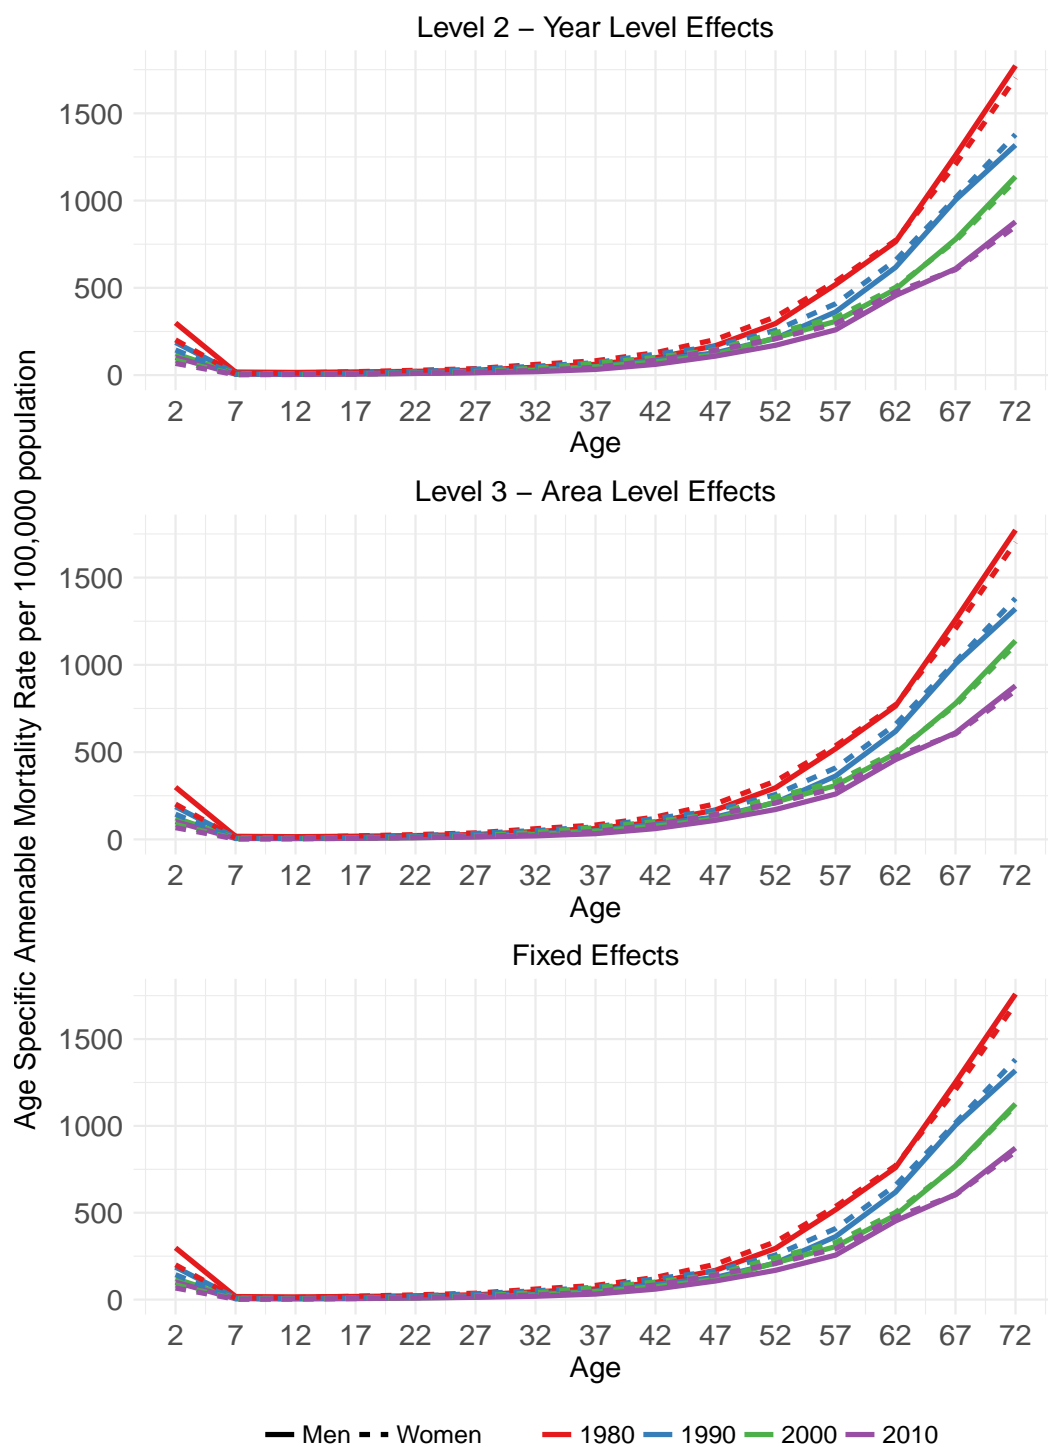 Level 2 – Year Level Effects
1500
1000
500
0
2 7 12 17 22 27 32 37 42 47 52 57 62 67 72
Age
Level 3 – Area Level Effects
1500
1000
500
0
2 7 12 17 22 27 32 37 42 47 52 57 62 67 72
Age
Fixed Effects
1500
1000
500
0
2 7 12 17 22 27 32 37 42 47 52 57 62 67 72
Age
Age Specific Amenable Mortality Rate per 100,000 population
Men Women 1980 1990 2000 2010